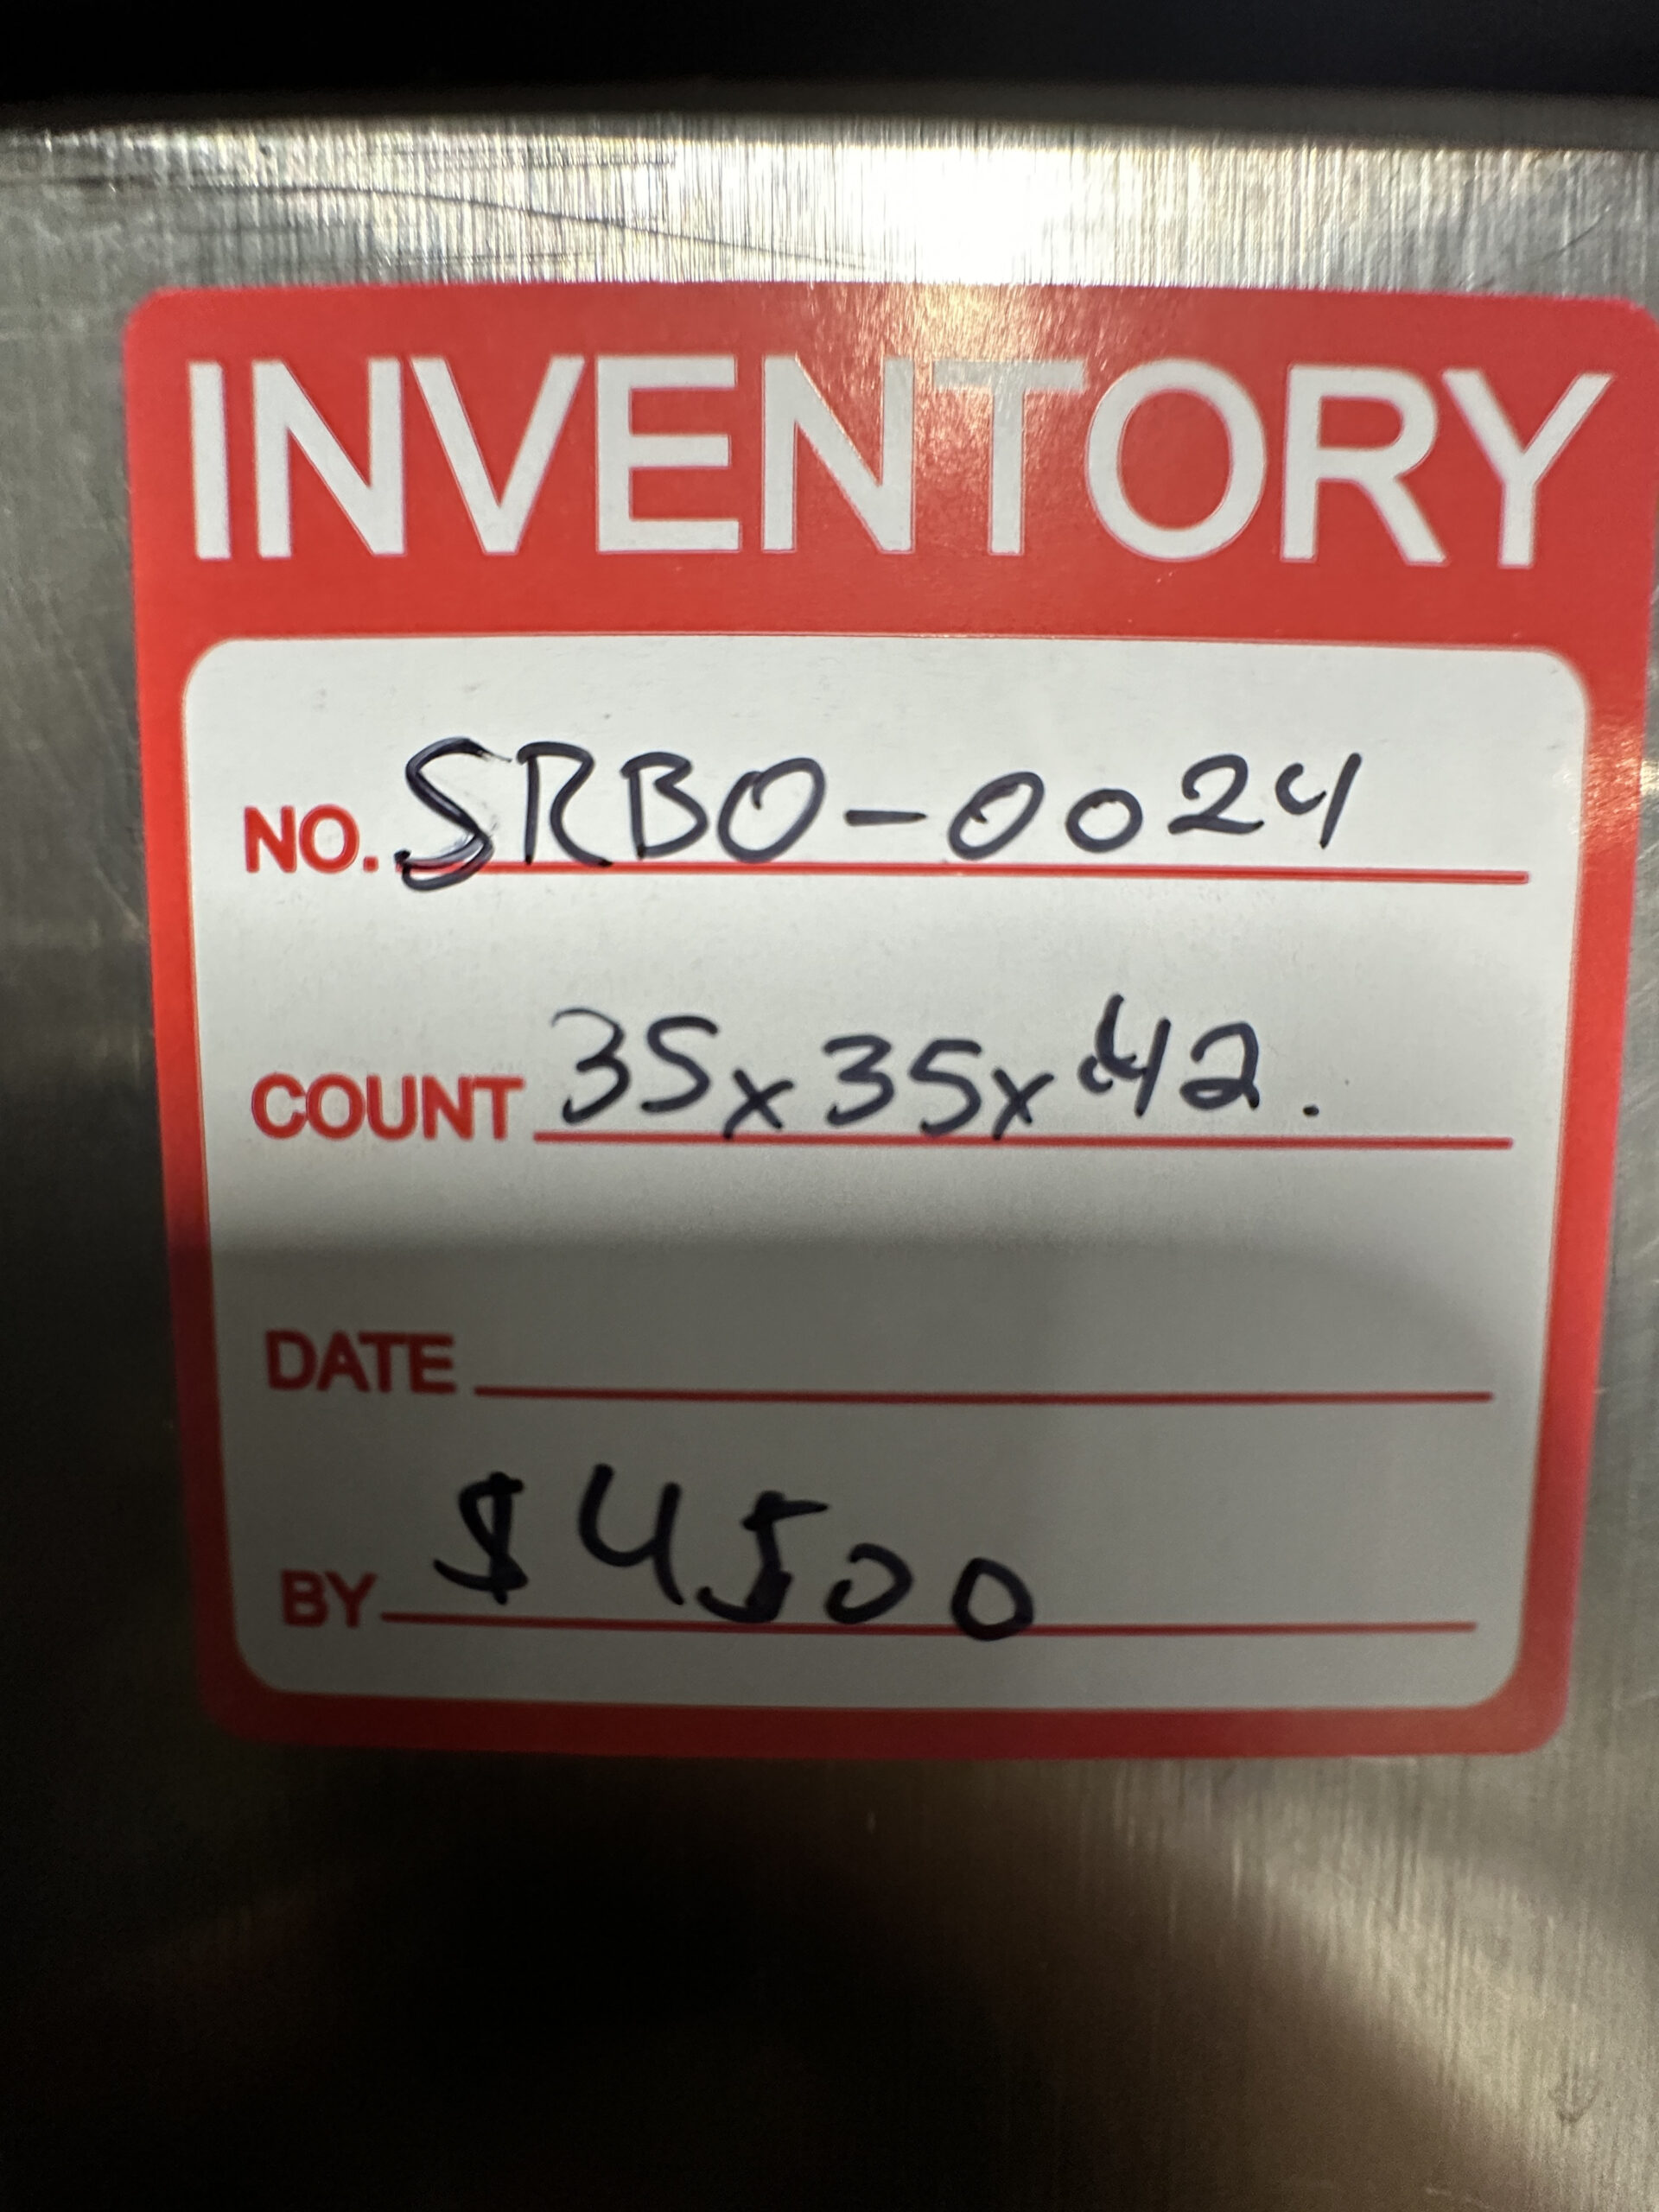 INVENTORY
NO. SRBO-0024
COUNT 35x35x42.
DATE
BY $4500